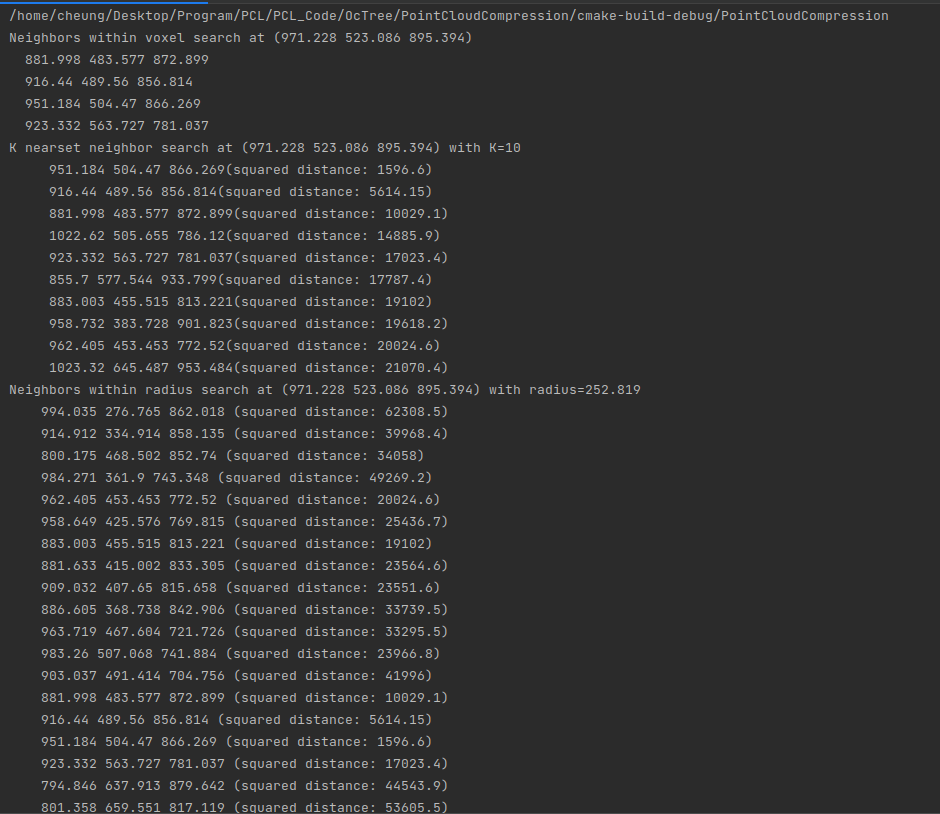 /home/cheung/Desktop/Program/PCL/PCL_Code/OcTree/PointCloudCompression/cmake-build-debug/PointCloudCompression
Neighbors within voxel search at (971.228 523.086 895.394)
881.998 483.577 872.899
916.44 489.56 856.814
951.184 504.47 866.269
923.332 563.727 781.037
K nearset neighbor search at (971.228 523.086 895.394) with K=10
951.184 504.47 866.269(squared distance: 1596.6)
916.44 489.56 856.814(squared distance: 5614.15)
881.998 483.577 872.899(squared distance: 10029.1)
1022.62 505.655 786.12(squared distance: 14885.9)
923.332 563.727 781.037(squared distance: 17023.4)
855.7 577.544 933.799(squared distance: 17787.4)
883.003 455.515 813.221(squared distance: 19102)
958.732 383.728 901.823(squared distance: 19618.2)
962.405 453.453 772.52(squared distance: 20024.6)
1023.32 645.487 953.484(squared distance: 21070.4)
Neighbors within radius search at (971.228 523.086 895.394) with radius=252.819
994.035 276.765 862.018 (squared distance: 62308.5)
914.912 334.914 858.135 (squared distance: 39968.4)
800.175 468.502 852.74 (squared distance: 34058)
984.271 361.9 743.348 (squared distance: 49269.2)
962.405 453.453 772.52 (squared distance: 20024.6)
958.649 425.576 769.815 (squared distance: 25436.7)
883.003 455.515 813.221 (squared distance: 19102)
881.633 415.002 833.305 (squared distance: 23564.6)
909.032 407.65 815.658 (squared distance: 23551.6)
886.605 368.738 842.906 (squared distance: 33739.5)
963.719 467.604 721.726 (squared distance: 33295.5)
983.26 507.068 741.884 (squared distance: 23966.8)
903.037 491.414 704.756 (squared distance: 41996)
881.998 483.577 872.899 (squared distance: 10029.1)
916.44 489.56 856.814 (squared distance: 5614.15)
951.184 504.47 866.269 (squared distance: 1596.6)
923.332 563.727 781.037 (squared distance: 17023.4)
794.846 637.913 879.642 (squared distance: 44543.9)
801.358 659.551 817.119 (squared distance: 53605.5)